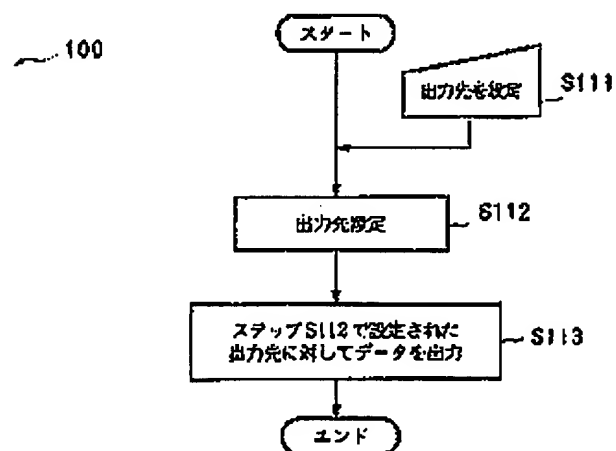 スタート
100
出力先を設定
S111
出力先設定
S112
ステップS112で設定された
出力先に対してデータを出力
S113
エンド